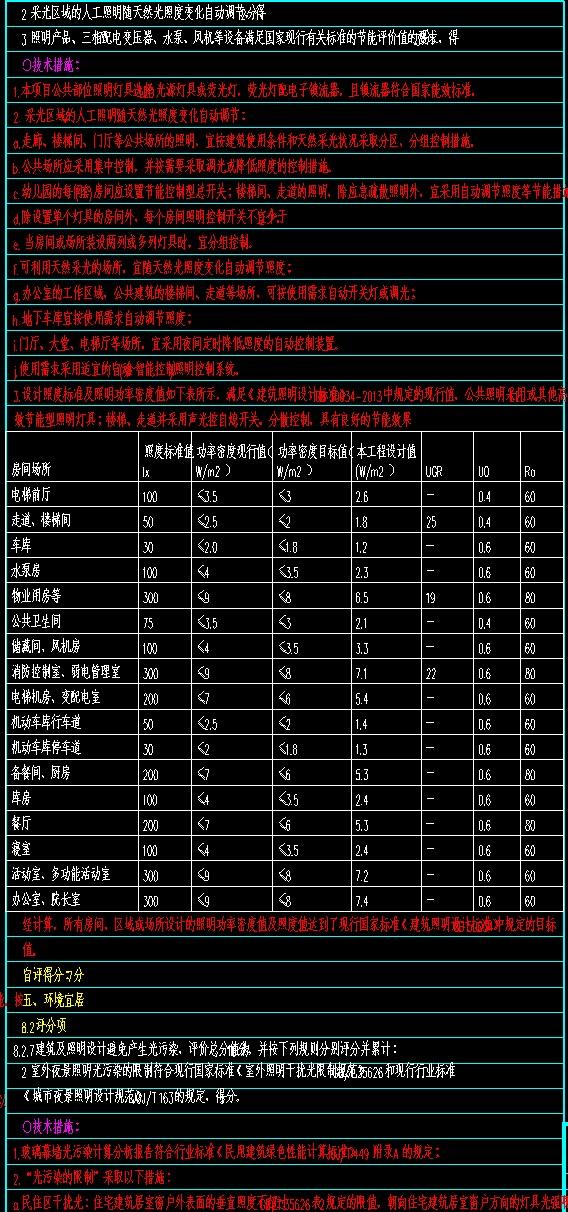 2 采光区域的人工照明随天然光照度变化自动调节,得
3 照明产品、三相配电变压器、水泵、风机等设备满足国家现行有关标准的节能评价值的要求，得
○技术措施:
1.本项目公共部位照明灯具选 光源灯具或荧光灯，荧光灯配电子镇流器，且镇流器符合国家能效标准。
2. 采光区域的人工照明随天然光照度变化自动调节:
a.走廊、楼梯间、门厅等公共场所的照明，宜按建筑使用条件和天然采光状况采取分区、分组控制措施。
b.公共场所应采用集中控制，并按需要采取调光或降低照度的控制措施。
c.幼儿园的每间 房间应设置节能控制型总开关；楼梯间、走道的照明，除应急疏散照明外，宜采用自动调节照度等节能措
d.除设置单个灯具的房间外，每个房间照明控制开关不宜少于
e. 当房间或场所装设两列或多列灯具时，宜分组控制。
f.可利用天然采光的场所，宜随天然光照度变化自动调节照度；
g.办公室的工作区域，公共建筑的楼梯间、走道等场所，可按使用需求自动开关灯或调光；
h.地下车库宜按使用需求自动调节照度；
i.门厅、大堂、电梯厅等场所，宜采用夜间定时降低照度的自动控制装置。
j.使用需求采用适宜的 智能控制照明控制系统。
3.设计照度标准及照明功率密度值如下表所示，满足《建筑照明设计标准 034-2013中规定的现行值，公共照明采用 或其他高
效节能型照明灯具；楼梯、走道并采用声光控自熄开关，分散控制，具有良好的节能效果
房间场所 照度标准值 lx 功率密度现行值( W/m2 ) 功率密度目标值( W/m2 ) 本工程设计值 (W/m2 ) UGR U0 Ra
电梯前厅 100 ≤3.5 ≤3 2.6 — 0.4 60
走道、楼梯间 50 ≤2.5 ≤2 1.8 25 0.4 60
车库 30 ≤2.0 ≤1.8 1.2 — 0.6 60
水泵房 100 ≤4 ≤3.5 2.3 — 0.6 60
物业用房等 300 ≤9 ≤8 6.5 19 0.6 80
公共卫生间 75 ≤3.5 ≤3 2.1 — 0.4 60
储藏间、风机房 100 ≤4 ≤3.5 3.3 — 0.6 60
消防控制室、弱电管理室 300 ≤9 ≤8 7.1 22 0.6 80
电梯机房、变配电室 200 ≤7 ≤6 5.4 — 0.6 60
机动车库行车道 50 ≤2.5 ≤2 1.4 — 0.6 60
机动车库停车道 30 ≤2 ≤1.8 1.3 — 0.6 60
备餐间、厨房 200 ≤7 ≤6 5.3 — 0.6 80
库房 100 ≤4 ≤3.5 2.4 — 0.6 60
餐厅 200 ≤7 ≤6 5.3 — 0.6 80
寝室 100 ≤4 ≤3.5 2.4 — 0.6 60
活动室、多功能活动室 300 ≤9 ≤8 7.2 — 0.6 60
办公室、院长室 300 ≤9 ≤8 7.4 — 0.6 60
经计算，所有房间、区域或场所设计的照明功率密度值及照度值达到了现行国家标准《建筑照明设计标准 中规定的目标
值。
自评得分:7分
五、环境宜居
8.2评分项
8.2.7建筑及照明设计避免产生光污染，评价总分值 ，并按下列规则分别评分并累计：
2 室外夜景照明光污染的限制符合现行国家标准《室外照明干扰光限制规范 35626 和现行行业标准
《城市夜景照明设计规范 /T 163的规定，得分。
○技术措施:
1.玻璃幕墙光污染计算分析报告符合行业标准《民用建筑绿色性能计算标准 T449 附录A 的规定；
2. “光污染的限制”采取以下措施：
a.民住区干扰光：住宅建筑居室窗户外表面的垂直照度不 35626 表 规定的限值，朝向住宅建筑居室窗户方向的灯具光强